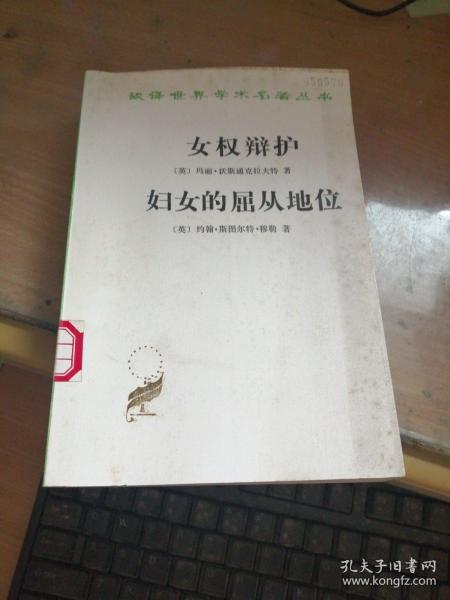 汉译世界学术名著丛书
女权辩护
〔英〕玛丽·沃斯通克拉夫特 著
妇女的屈从地位
〔英〕约翰·斯图尔特·穆勒 著
孔夫子旧书网
www.kongfz.com